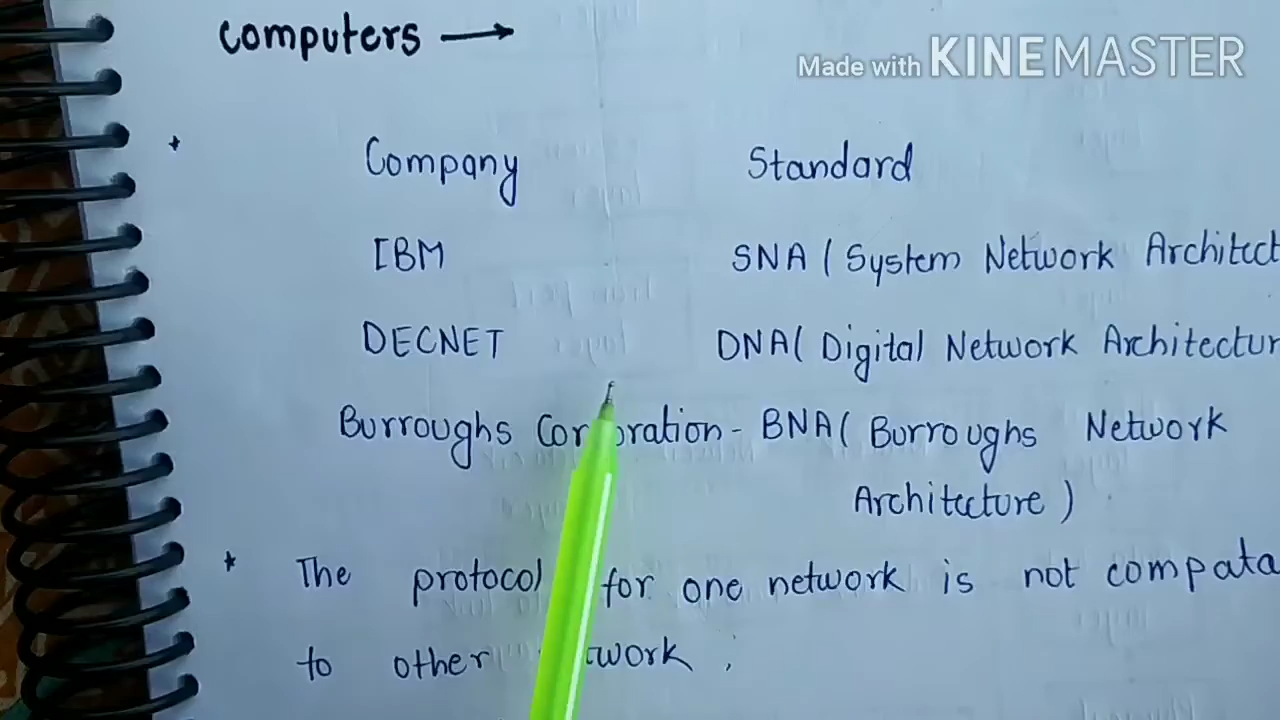 computers →
Made with KINEMASTER
* Company Standard
IBM SNA ( System Network Architect
DECNET DNA ( Digital Network Architectur
Burroughs Corporation - BNA ( Burroughs Network
Architecture )
* The protocol for one network is not compata
to other